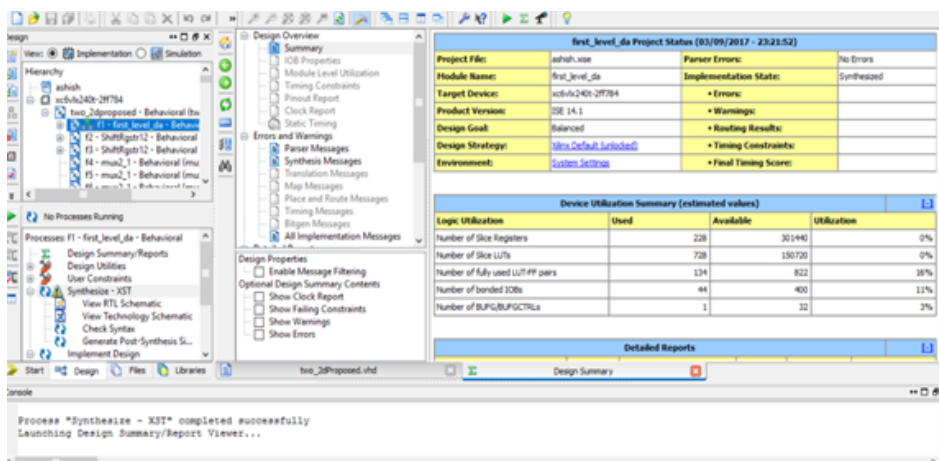 Design
View: Implementation Simulation
Hierarchy
ashish
xc6vlx240t-2ff784
two_2dproposed - Behavioral (tw
f1 - first_level_da - Behavi
f2 - ShiftRgstr12 - Behavioral
f3 - ShiftRgstr12 - Behavioral
f4 - mux2_1 - Behavioral (mu
f5 - mux2_1 - Behavioral (mu
f6 - mux2_1 - Behavioral (mu
No Processes Running
Processes: f1 - first_level_da - Behavioral
Design Summary/Reports
Design Utilities
User Constraints
Synthesize - XST
View RTL Schematic
View Technology Schematic
Check Syntax
Generate Post-Synthesis Si...
Implement Design
Start Design Files Libraries
Design Overview
Summary
IOB Properties
Module Level Utilization
Timing Constraints
Pinout Report
Clock Report
Static Timing
Errors and Warnings
Parser Messages
Synthesis Messages
Translation Messages
Map Messages
Place and Route Messages
Timing Messages
Bitgen Messages
All Implementation Messages
Design Properties
Enable Message Filtering
Optional Design Summary Contents
Show Clock Report
Show Failing Constraints
Show Warnings
Show Errors
two_2dProposed.vhd
Design Summary
first_level_da Project Status (03/09/2017 - 23:21:52)
Project File: ashish.xise Parser Errors: No Errors
Module Name: first_level_da Implementation State: Synthesized
Target Device: xc6vlx240t-2ff784 • Errors:
Product Version: ISE 14.1 • Warnings:
Design Goal: Balanced • Routing Results:
Design Strategy: Xilinx Default (unlocked) • Timing Constraints:
Environment: System Settings • Final Timing Score:
Device Utilization Summary (estimated values) [-]
Logic Utilization Used Available Utilization
Number of Slice Registers 228 301440 0%
Number of Slice LUTs 728 150720 0%
Number of fully used LUT-FF pairs 134 822 16%
Number of bonded IOBs 44 400 11%
Number of BUFG/BUFGCTRLs 1 32 3%
Detailed Reports [-]
Console
Process "Synthesize - XST" completed successfully
Launching Design Summary/Report Viewer...